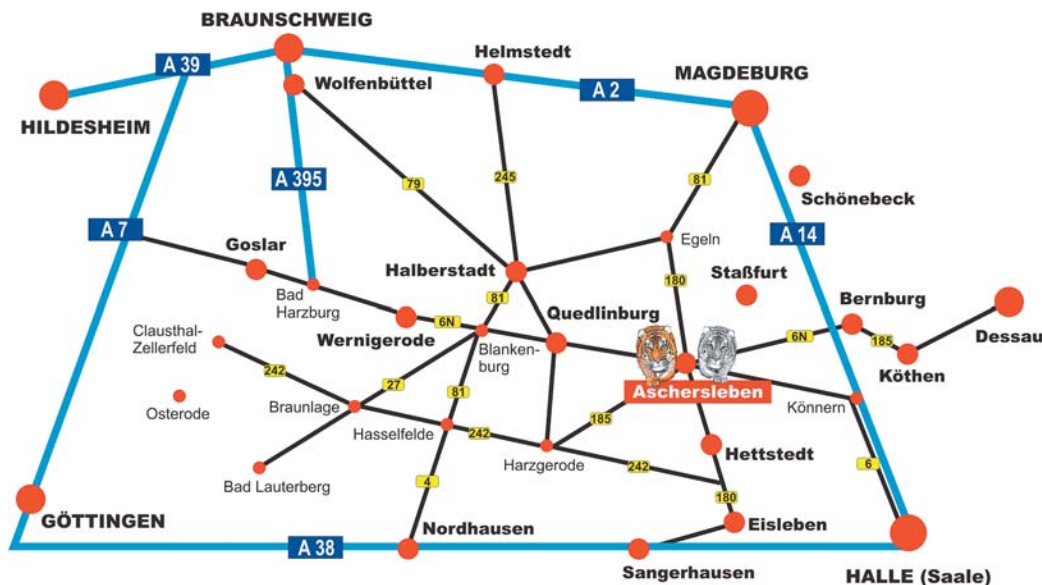 BRAUNSCHWEIG
Helmstedt
A 39
MAGDEBURG
Wolfenbüttel
A 2
HILDESHEIM
A 395
79
245
81
Schönebeck
A 7
A 14
Goslar
Egeln
Halberstadt
180
Staßfurt
Bad
Harzburg
81
Quedlinburg
Bernburg
Clausthal-
Zellerfeld
6N
Wernigerode
Blanken-
burg
6N
185
Dessau
Köthen
242
27
81
Aschersleben
Könnern
Osterode
Braunlage
Hasselfelde
242
185
Harzgerode
Hettstedt
6
242
Bad Lauterberg
4
180
GÖTTINGEN
Nordhausen
Eisleben
A 38
Sangerhausen
HALLE (Saale)